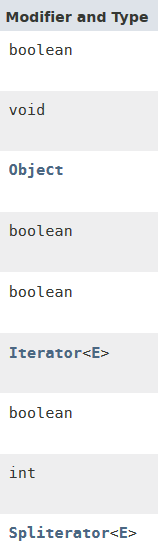 Modifier and Type
boolean
void
Object
boolean
boolean
Iterator<E>
boolean
int
Spliterator<E>